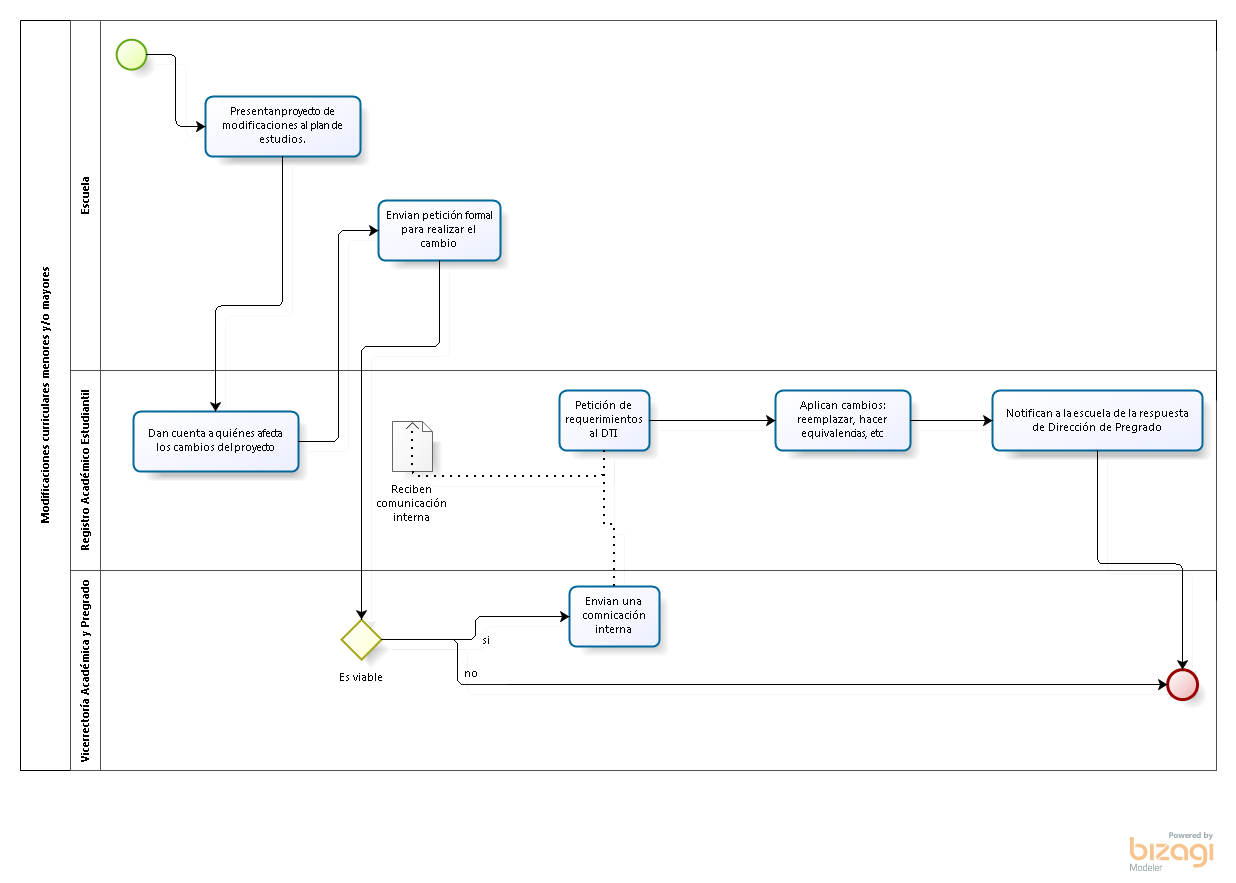 Modificaciones curriculares menores y/o mayores
Escuela
Presentan proyecto de
modificaciones al plan de
estudios.
Envian petición formal
para realizar el
cambio
Registro Académico Estudiantil
Dan cuenta a quiénes afecta
los cambios del proyecto
Reciben
comunicación
interna
Petición de
requerimientos
al DTI
Aplican cambios:
reemplazar, hacer
equivalendas, etc
Notifican a la escuela de la respuesta
de Dirección de Pregrado
Vicerrectoría Académica y Pregrado
Es viable
si
no
Envian una
comnicación
interna
Powered by
bizagi
Modeler